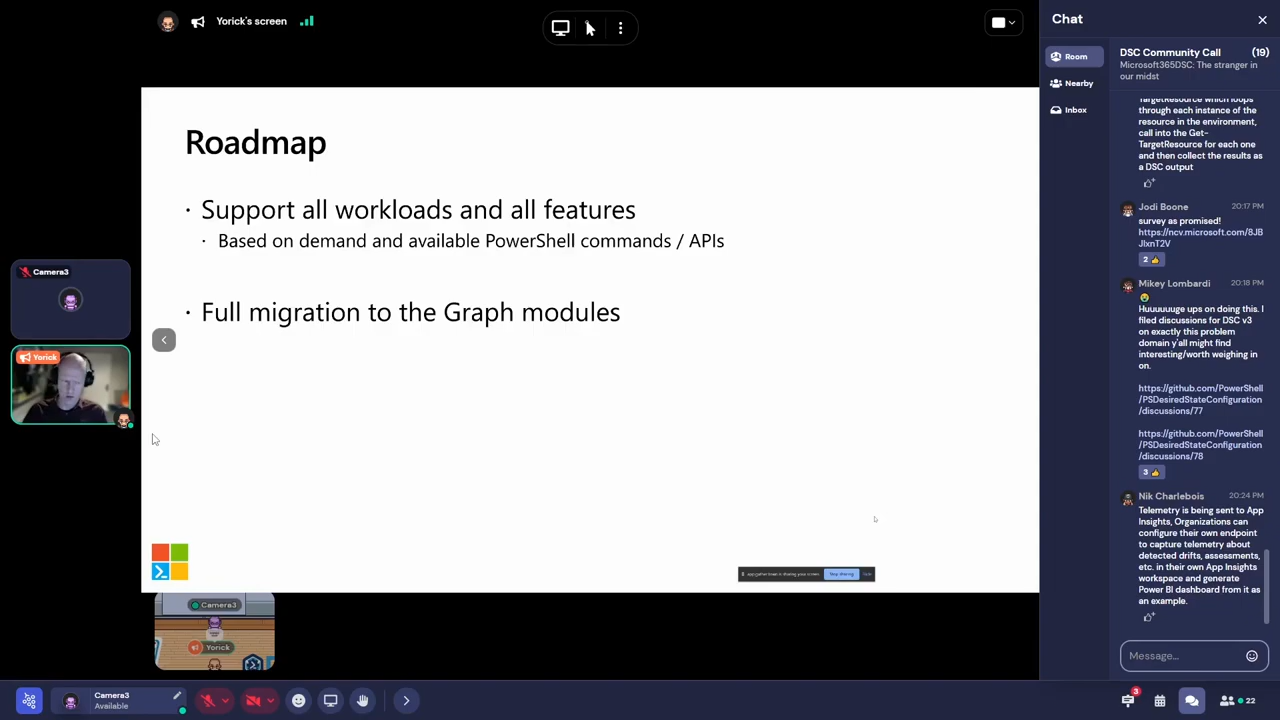 Yorick's screen
Roadmap
· Support all workloads and all features
· Based on demand and available PowerShell commands / APIs
· Full migration to the Graph modules
Camera3
Yorick
Stop sharing
Hide
Camera3
Yorick
Camera3
Available
Chat
Room
Nearby
Inbox
DSC Community Call
(19)
Microsoft365DSC: The stranger in
our midst
TargetResource which loops
through each instance of the
resource in the environment,
call into the Get-
TargetResource for each one
and then collect the results as
a DSC output
Jodi Boone
20:17 PM
survey as promised!
https://ncv.microsoft.com/8JB
JlxnT2V
2
Mikey Lombardi
20:18 PM
Huuuuuuge ups on doing this. I
filed discussions for DSC v3
on exactly this problem
domain y'all might find
interesting/worth weighing in
on.
https://github.com/PowerShell
/PSDesiredStateConfiguration
/discussions/77
https://github.com/PowerShell
/PSDesiredStateConfiguration
/discussions/78
3
Nik Charlebois
20:24 PM
Telemetry is being sent to App
Insights, Organizations can
configure their own endpoint
to capture telemetry about
detected drifts, assessments,
etc. in their own App Insights
workspace and generate
Power BI dashboard from it as
an example.
Message...
3
22